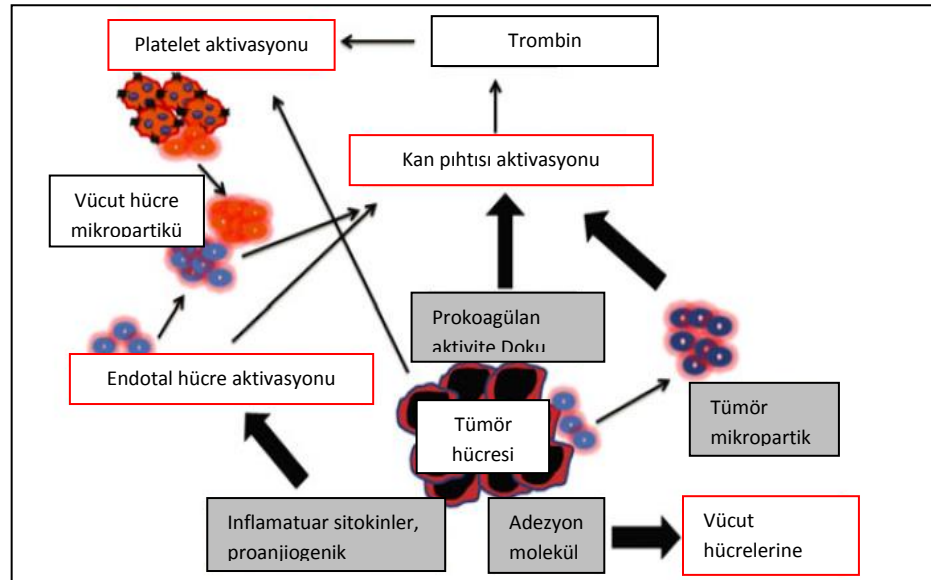 Platelet aktivasyonu
Trombin
Kan pıhtısı aktivasyonu
Vücut hücre
mikropartikü
Prokoagülan
aktivite Doku
Endotal hücre aktivasyonu
Tümör
hücresi
Tümör
mikropartik
Inflamatuar sitokinler,
proanjiogenik
Adezyon
molekül
Vücut
hücrelerine